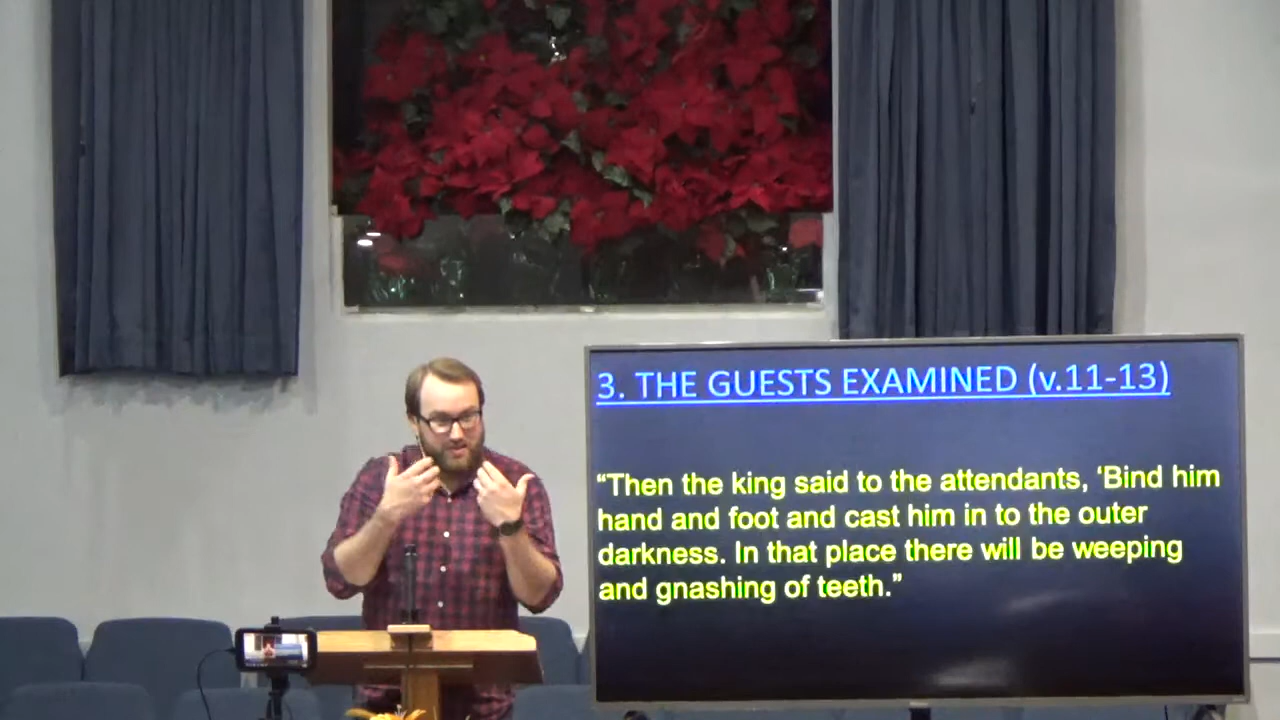 3. THE GUESTS EXAMINED (v.11-13)
“Then the king said to the attendants, ‘Bind him
hand and foot and cast him in to the outer
darkness. In that place there will be weeping
and gnashing of teeth.”